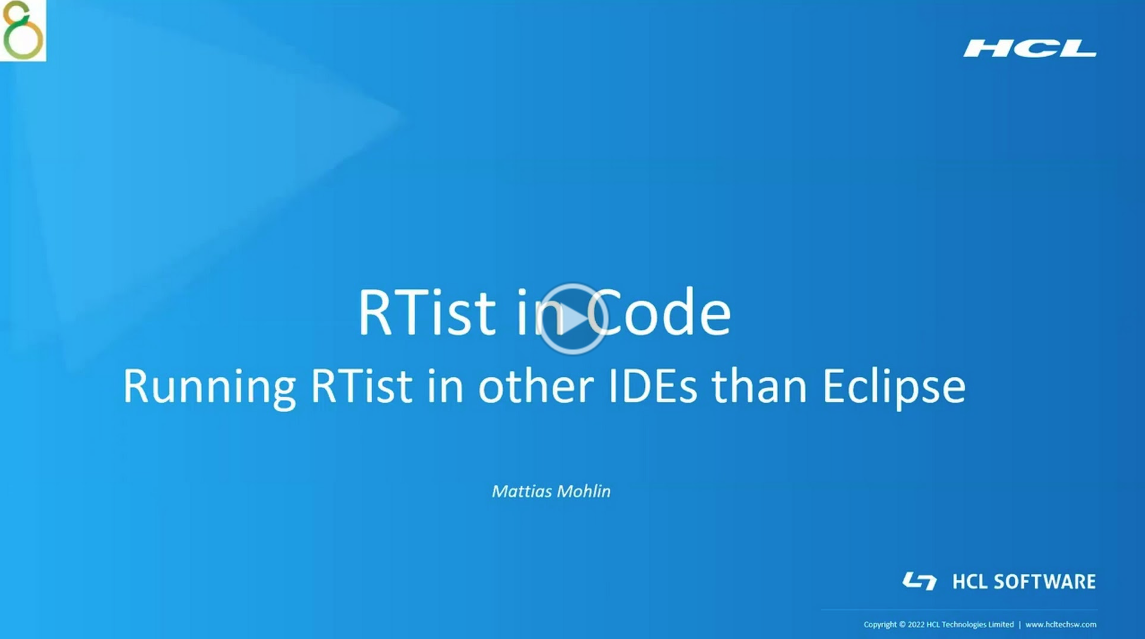 HCL
RTist in Code
Running RTist in other IDEs than Eclipse
Mattias Mohlin
HCL SOFTWARE
Copyright © 2022 HCL Technologies Limited | www.hcltechsw.com